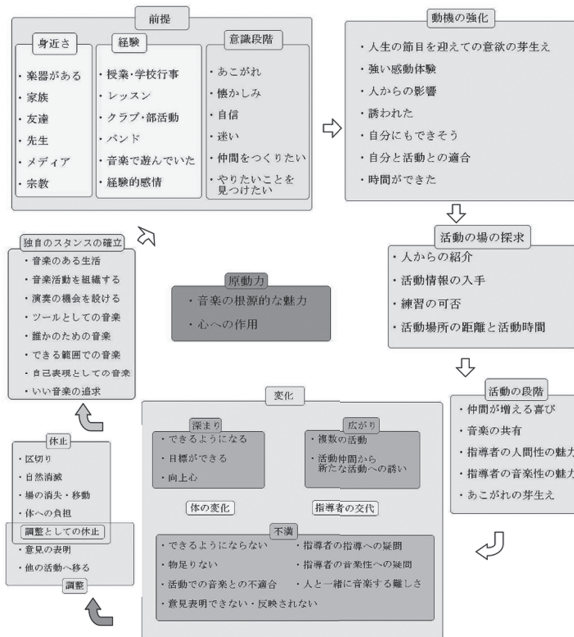 前提
身近さ
・楽器がある
・家族
・友達
・先生
・メディア
・宗教
経験
・授業・学校行事
・レッスン
・クラブ・部活動
・バンド
・音楽で遊んでいた
・経験的感情
意識段階
・あこがれ
・懐かしみ
・自信
・迷い
・仲間をつくりたい
・やりたいことを
見つけたい
動機の強化
・人生の節目を迎えての意欲の芽生え
・強い感動体験
・人からの影響
・誘われた
・自分にもできそう
・自分と活動との適合
・時間ができた
活動の場の探求
・人からの紹介
・活動情報の入手
・練習の可否
・活動場所の距離と活動時間
活動の段階
・仲間が増える喜び
・音楽の共有
・指導者の人間性の魅力
・指導者の音楽性の魅力
・あこがれの芽生え
変化
深まり
・できるようになる
・目標ができる
・向上心
広がり
・複数の活動
・活動仲間から
新たな活動への誘い
体の変化
指導者の交代
不満
・できるようにならない
・物足りない
・活動での音楽との不適合
・意見表明できない・反映されない
・指導者の指導への疑問
・指導者の音楽性への疑問
・人と一緒に音楽する難しさ
休止
・区切り
・自然消滅
・場の消失・移動
・体への負担
調整としての休止
・意見の表明
・他の活動へ移る
調整
独自のスタンスの確立
・音楽のある生活
・音楽活動を組織する
・演奏の機会を設ける
・ツールとしての音楽
・誰かのための音楽
・できる範囲での音楽
・自己表現としての音楽
・いい音楽の追求
原動力
・音楽の根源的な魅力
・心への作用